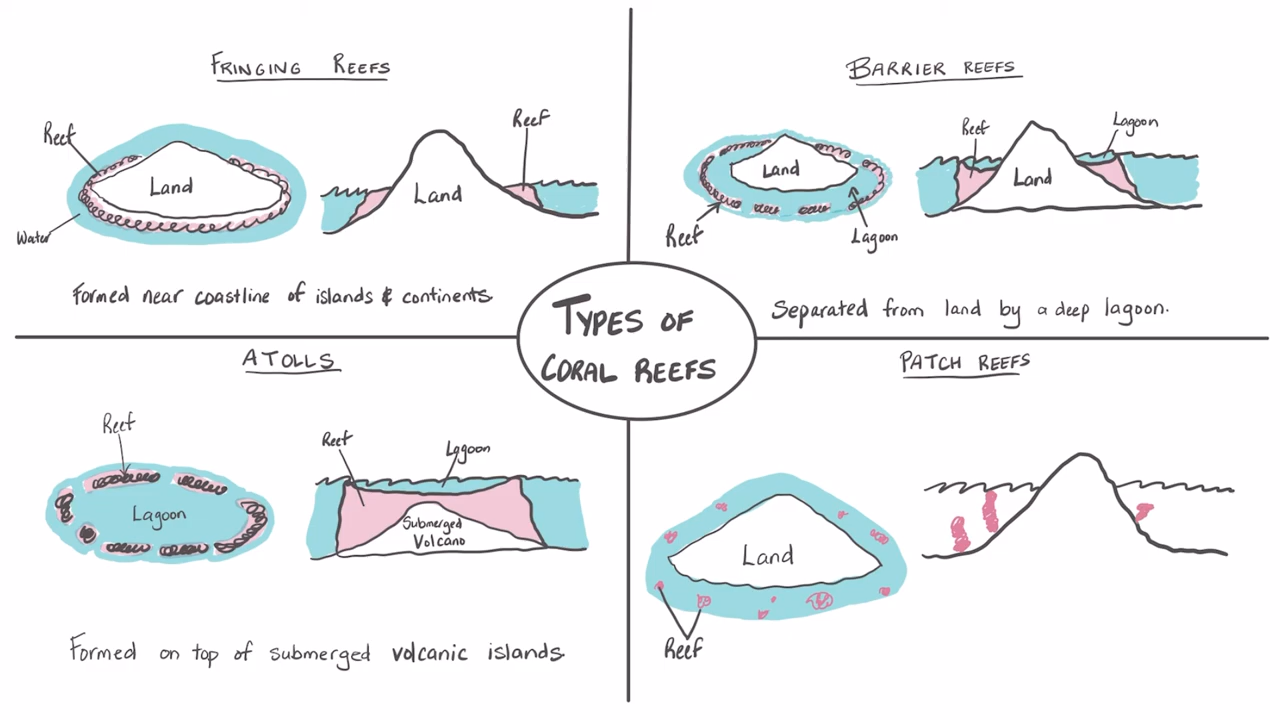 FRINGING REEFS
Reef
Land
Water
Reef
Land
Formed near coastline of islands & continents
BARRIER REEFS
Land
Reef
Lagoon
Reef
Lagoon
Land
Separated from land by a deep lagoon.
TYPES OF
CORAL REEFS
ATOLLS
Reef
Lagoon
Reef
Lagoon
Submerged
Volcano
Formed on top of submerged volcanic islands
PATCH REEFS
Land
Reef